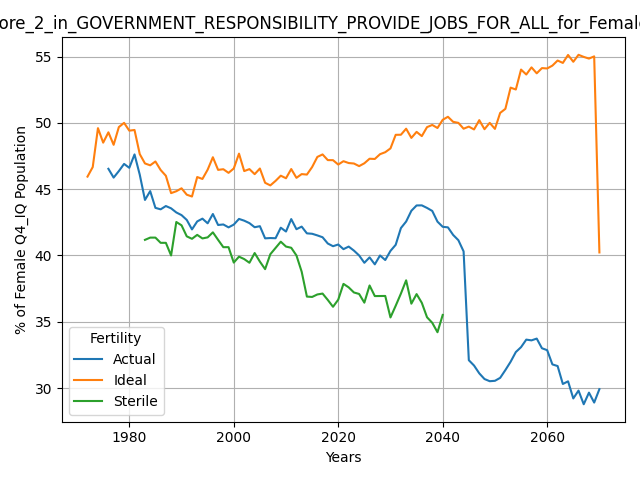 ore_2_in_GOVERNMENT_RESPONSIBILITY_PROVIDE_JOBS_FOR_ALL_for_Female
55
50
45
40
35
30
% of Female Q4_IQ Population
Fertility
Actual
Ideal
Sterile
1980 2000 2020 2040 2060
Years